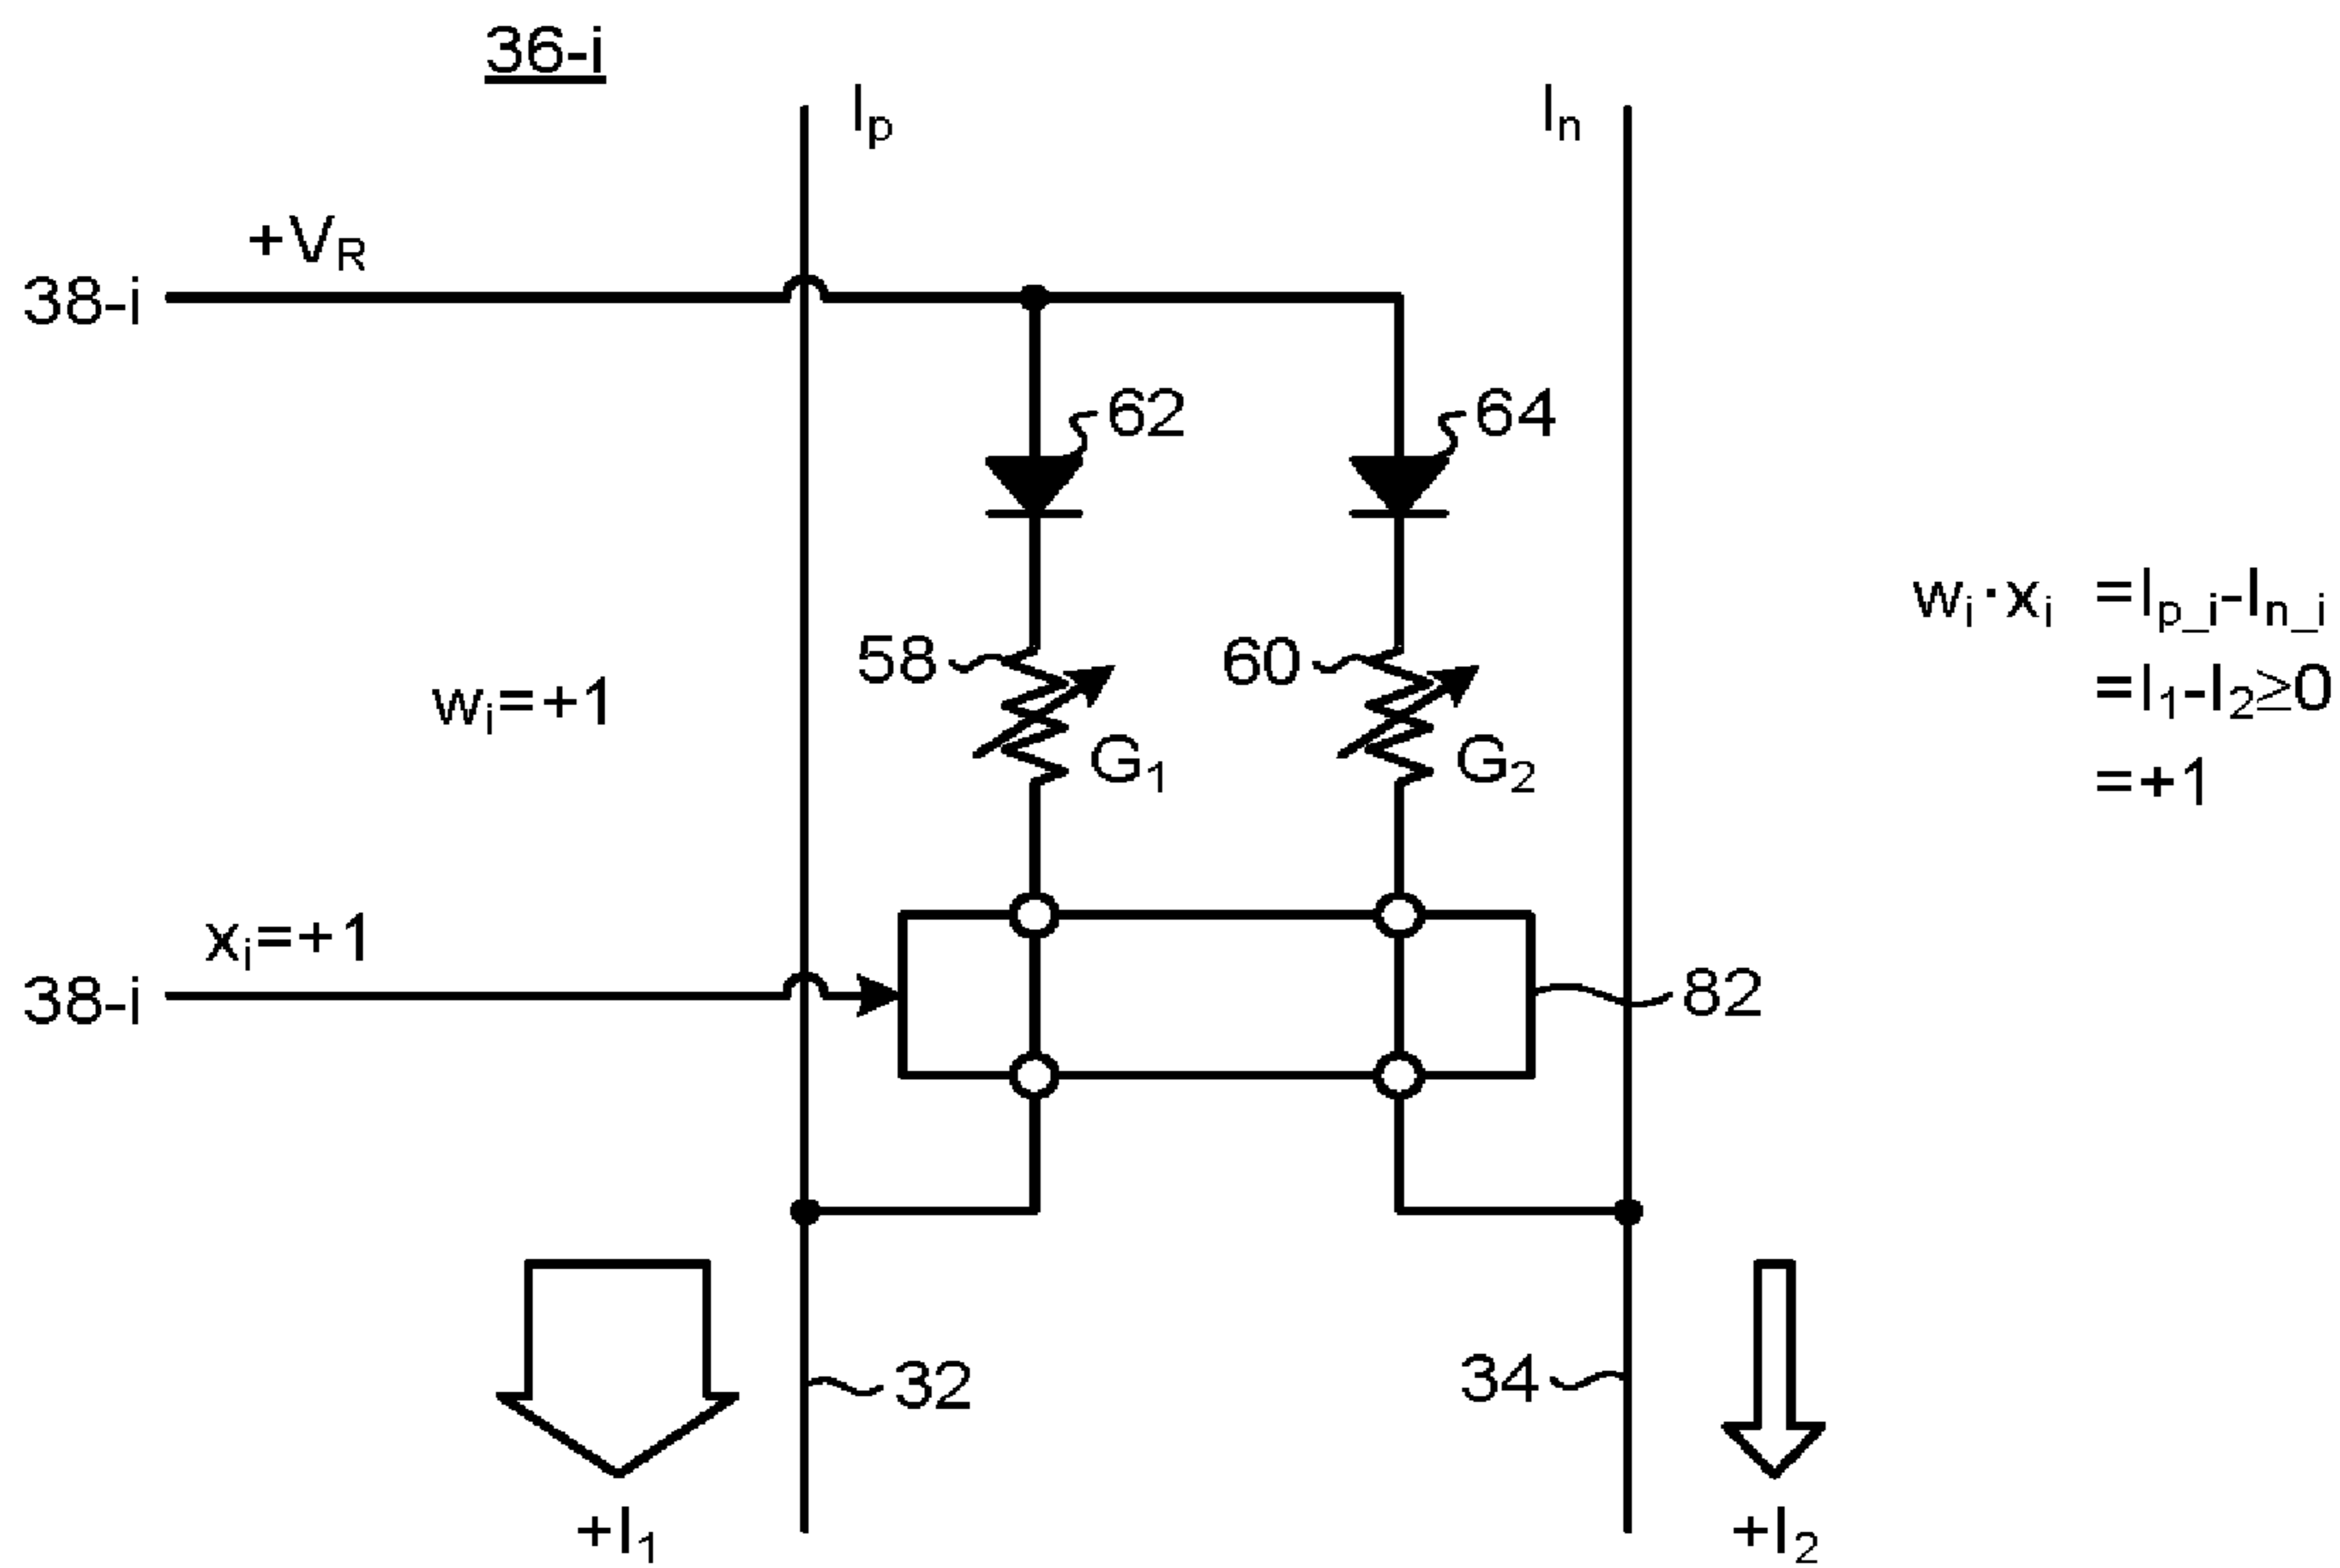 36-i
Ip
In
+VR
38-i
62
64
58
60
wi·xi =Ip_i-In_i
=I1-I2≥0
=+1
wi=+1
G1
G2
xi=+1
38-i
82
32
34
+I1
+I2